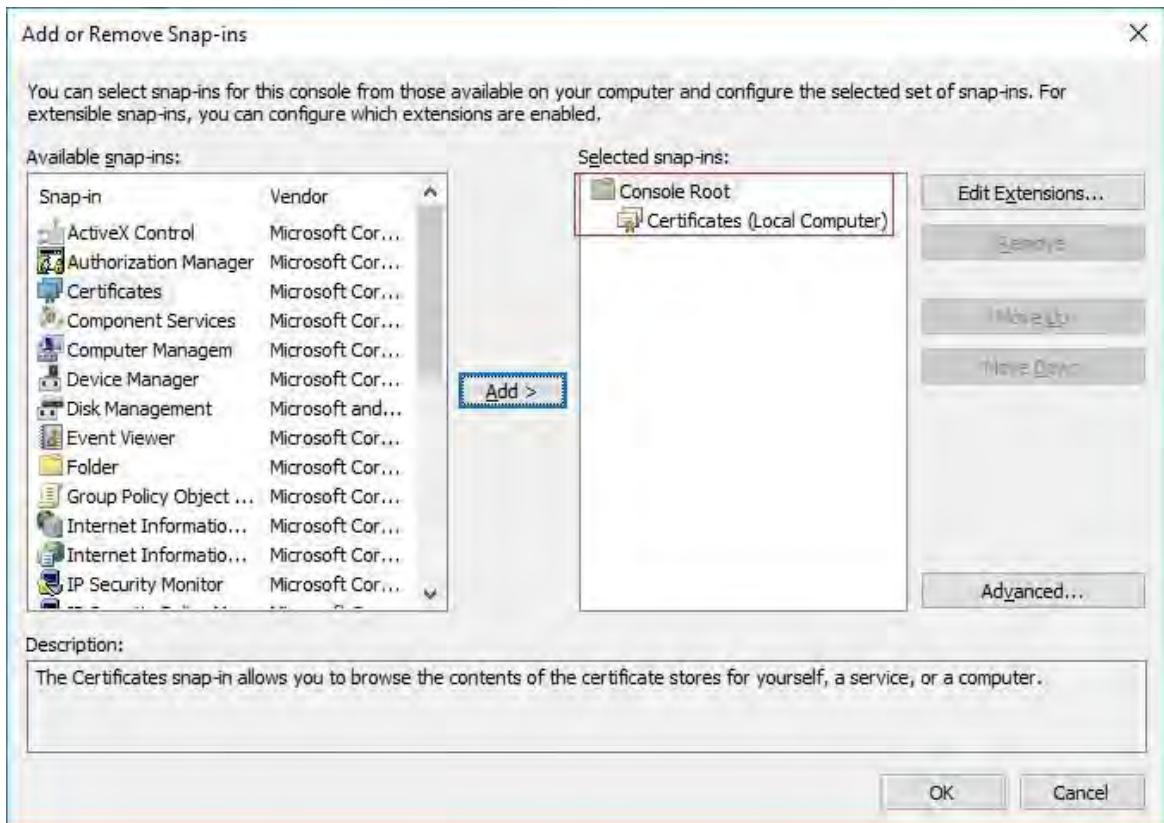 Add or Remove Snap-ins
You can select snap-ins for this console from those available on your computer and configure the selected set of snap-ins. For
extensible snap-ins, you can configure which extensions are enabled.
Available snap-ins:
Snap-in Vendor
ActiveX Control Microsoft Cor...
Authorization Manager Microsoft Cor...
Certificates Microsoft Cor...
Component Services Microsoft Cor...
Computer Managem Microsoft Cor...
Device Manager Microsoft Cor...
Disk Management Microsoft and...
Event Viewer Microsoft Cor...
Folder Microsoft Cor...
Group Policy Object ... Microsoft Cor...
Internet Informatio... Microsoft Cor...
Internet Informatio... Microsoft Cor...
IP Security Monitor Microsoft Cor...
Add >
Selected snap-ins:
Console Root
Certificates (Local Computer)
Edit Extensions...
Remove
Move Up
Move Down
Advanced...
Description:
The Certificates snap-in allows you to browse the contents of the certificate stores for yourself, a service, or a computer.
OK
Cancel